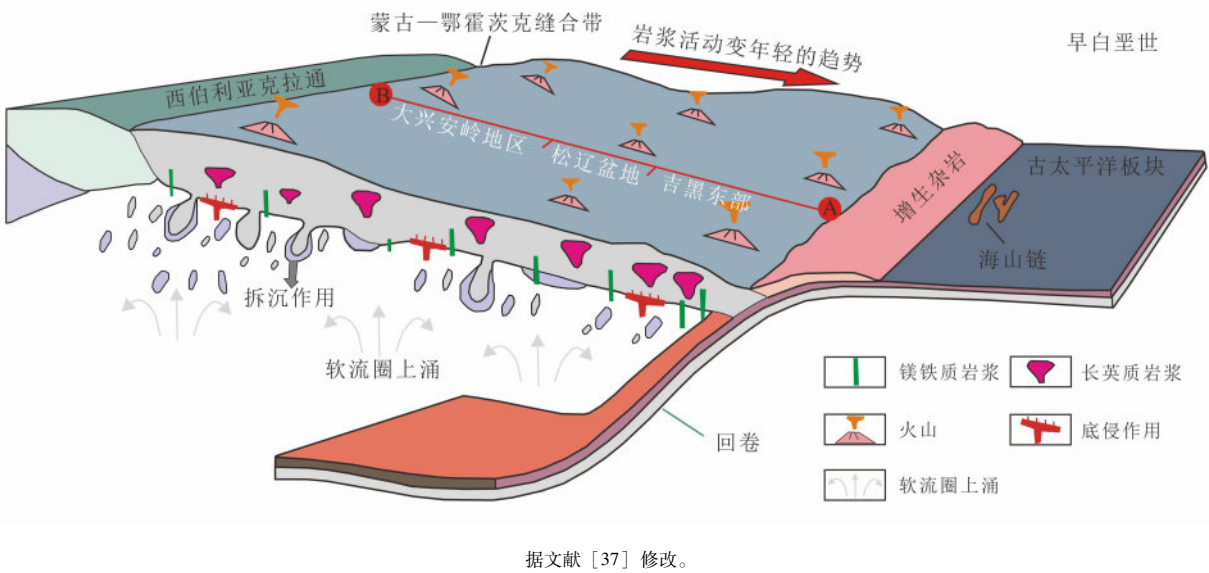 蒙古—鄂霍茨克缝合带
岩浆活动变年轻的趋势
早白垩世
西伯利亚克拉通
B
大兴安岭地区
松辽盆地
吉黑东部
A
增生杂岩
古太平洋板块
海山链
拆沉作用
软流圈上涌
回卷
镁铁质岩浆
长英质岩浆
火山
底侵作用
软流圈上涌
据文献［37］修改。